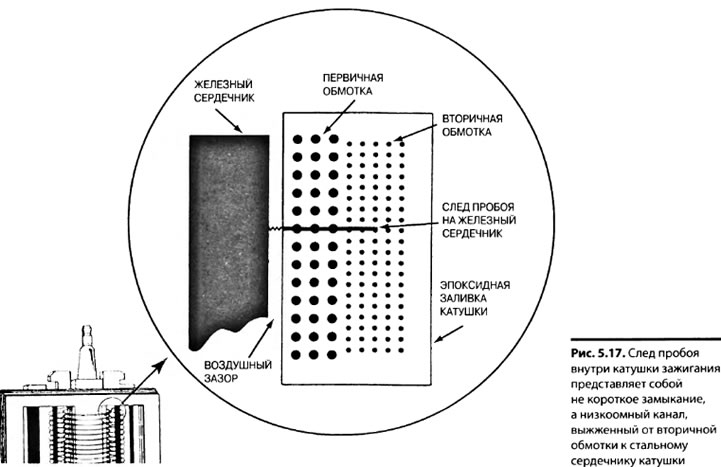 ЖЕЛЕЗНЫЙ
СЕРДЕЧНИК
ПЕРВИЧНАЯ
ОБМОТКА
ВТОРИЧНАЯ
ОБМОТКА
СЛЕД ПРОБОЯ
НА ЖЕЛЕЗНЫЙ
СЕРДЕЧНИК
ЭПОКСИДНАЯ
ЗАЛИВКА
КАТУШКИ
ВОЗДУШНЫЙ
ЗАЗОР
Рис. 5.17. След пробоя
внутри катушки зажигания
представляет собой
не короткое замыкание,
а низкоомный канал,
выжженный от вторичной
обмотки к стальному
сердечнику катушки